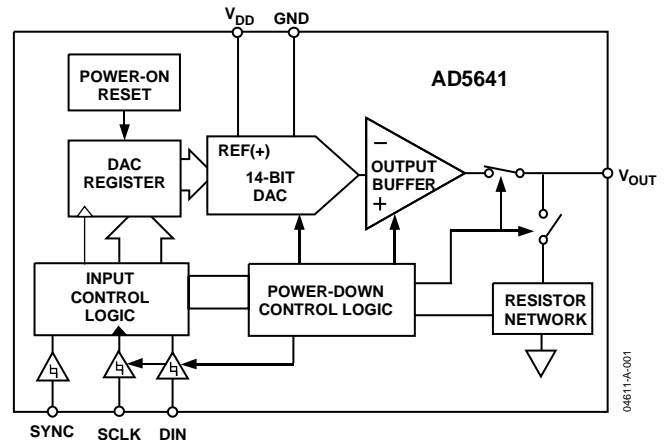 VDD GND
POWER-ON
RESET
AD5641
REF(+)
14-BIT
DAC
DAC
REGISTER
−
OUTPUT
BUFFER
+
VOUT
INPUT
CONTROL
LOGIC
POWER-DOWN
CONTROL LOGIC
RESISTOR
NETWORK
SYNC SCLK DIN
04611-A-001